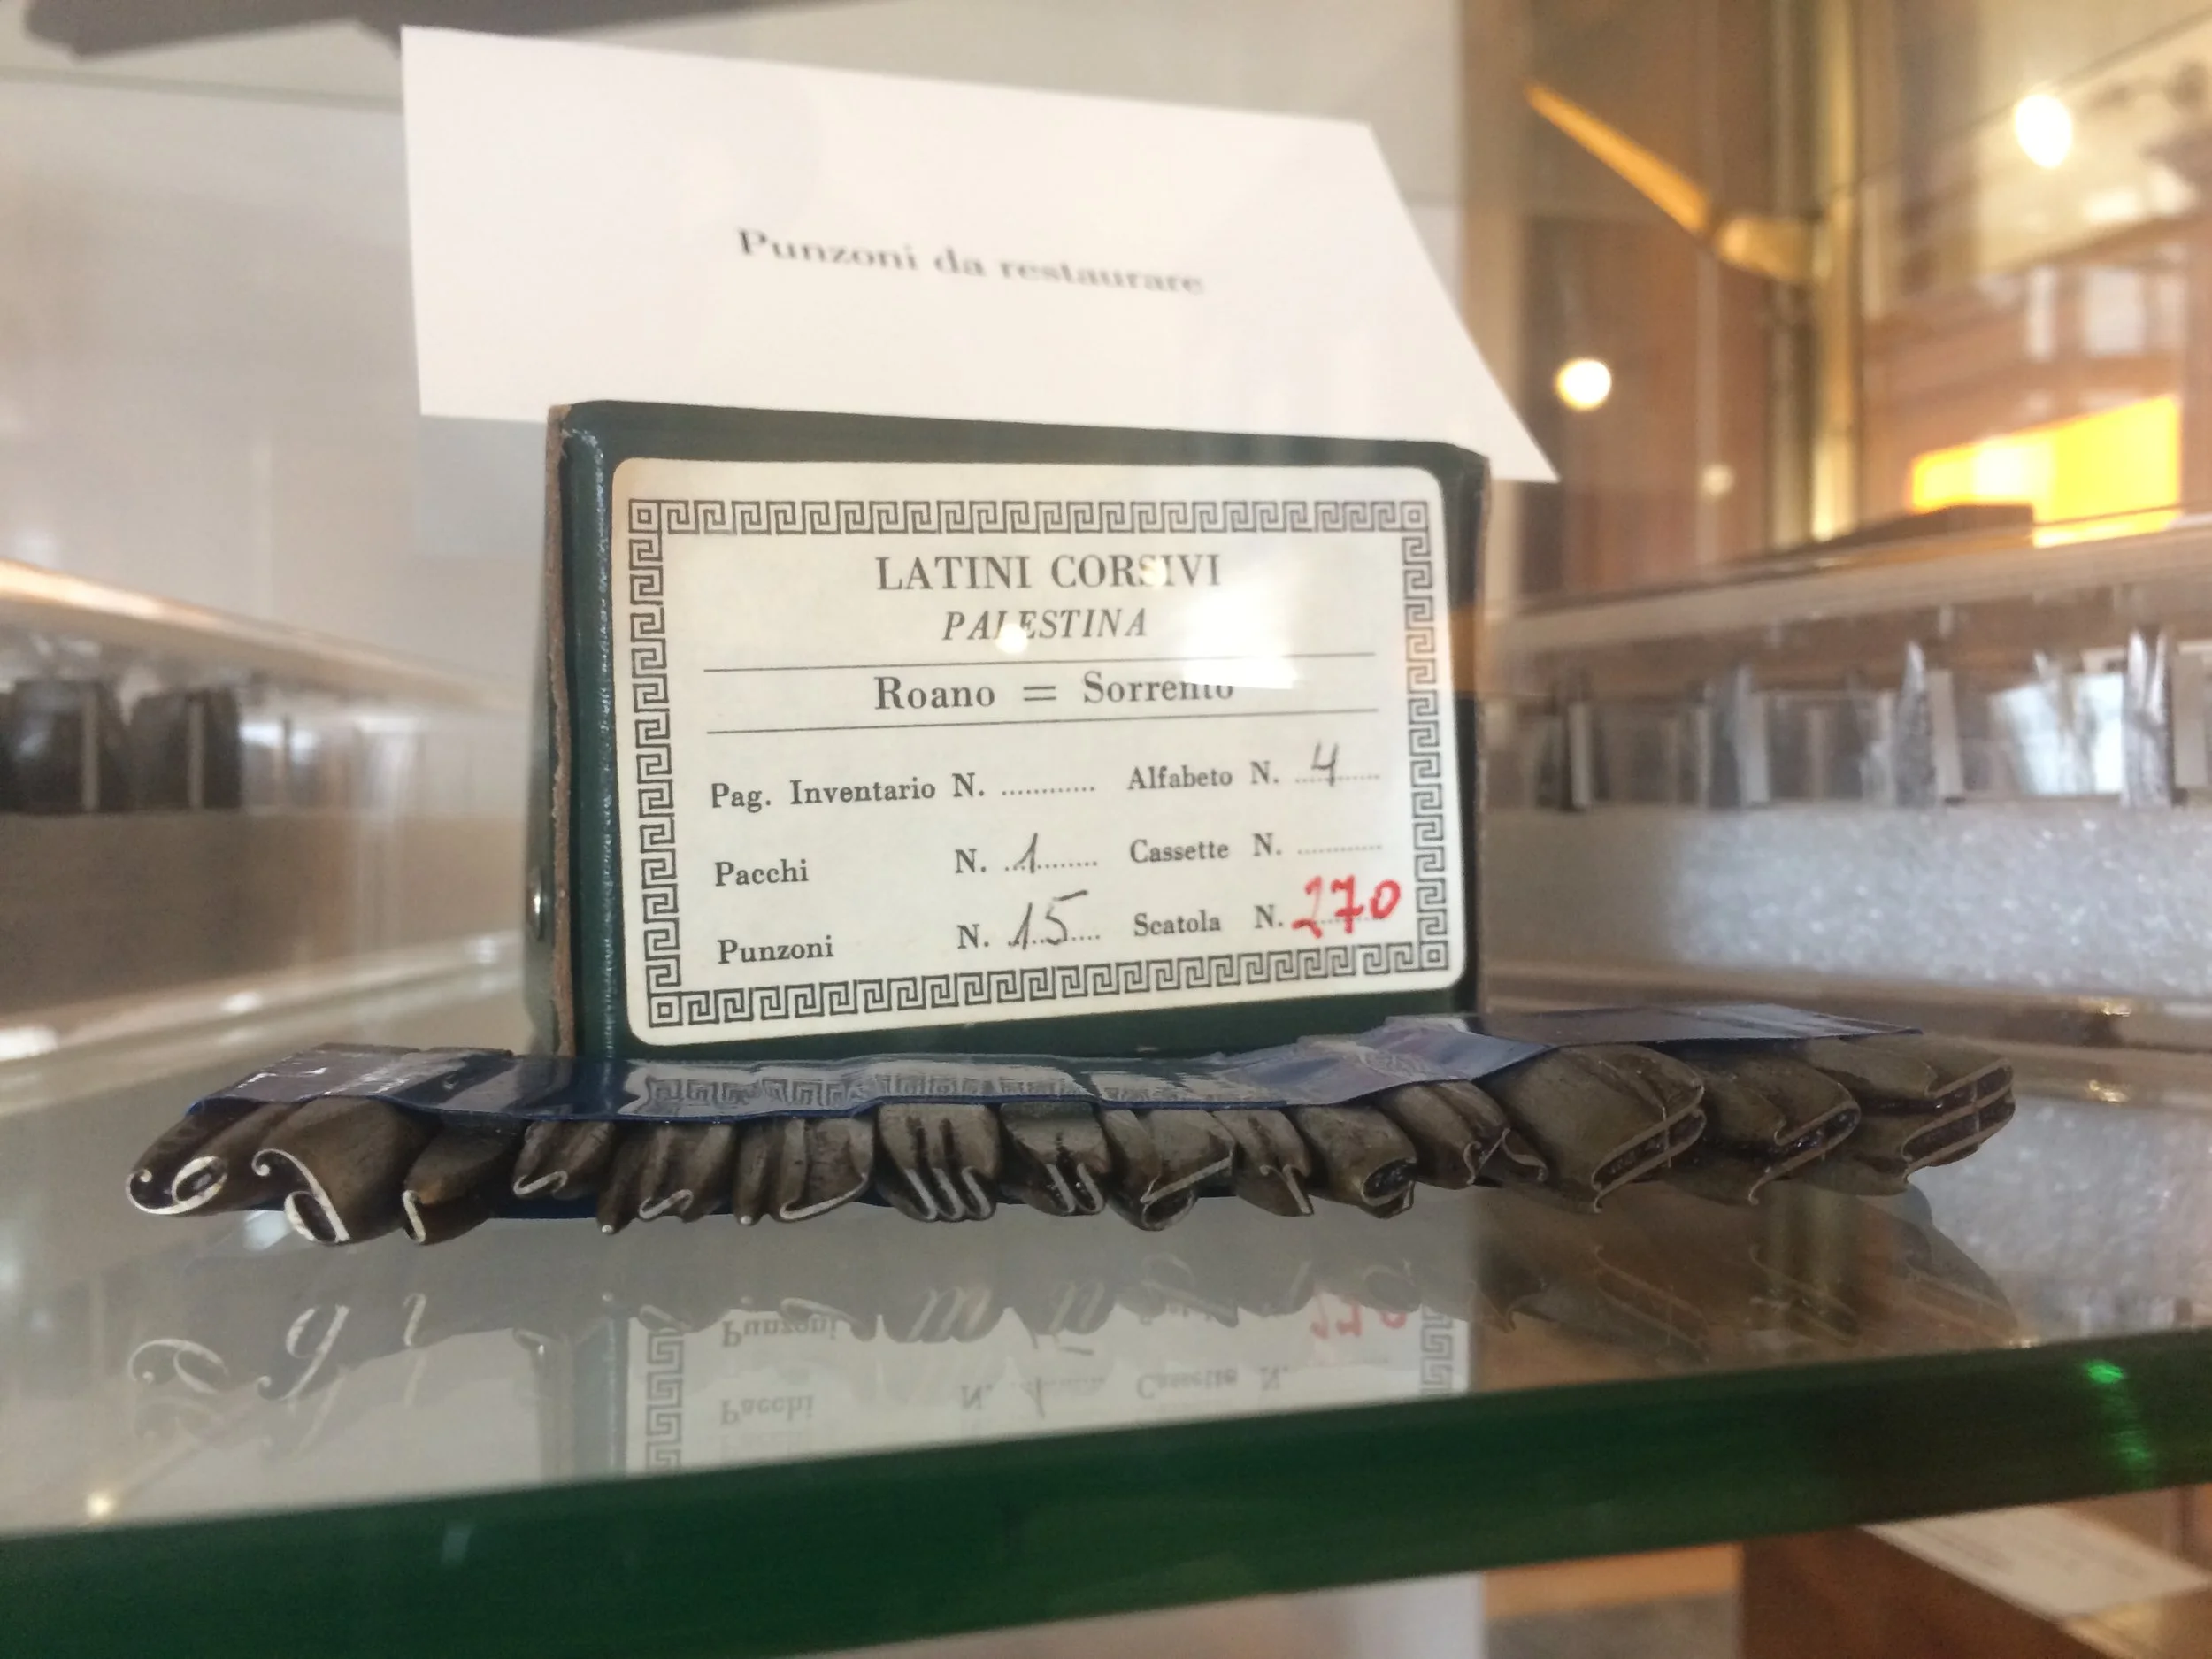 Punzoni da restaurare
LATINI CORSIVI
PALESTINA
Roano = Sorrento
Pag. Inventario N. ............ Alfabeto N. 4
Pacchi N. 1 Cassette N. ............
Punzoni N. 15 Scatola N. 270